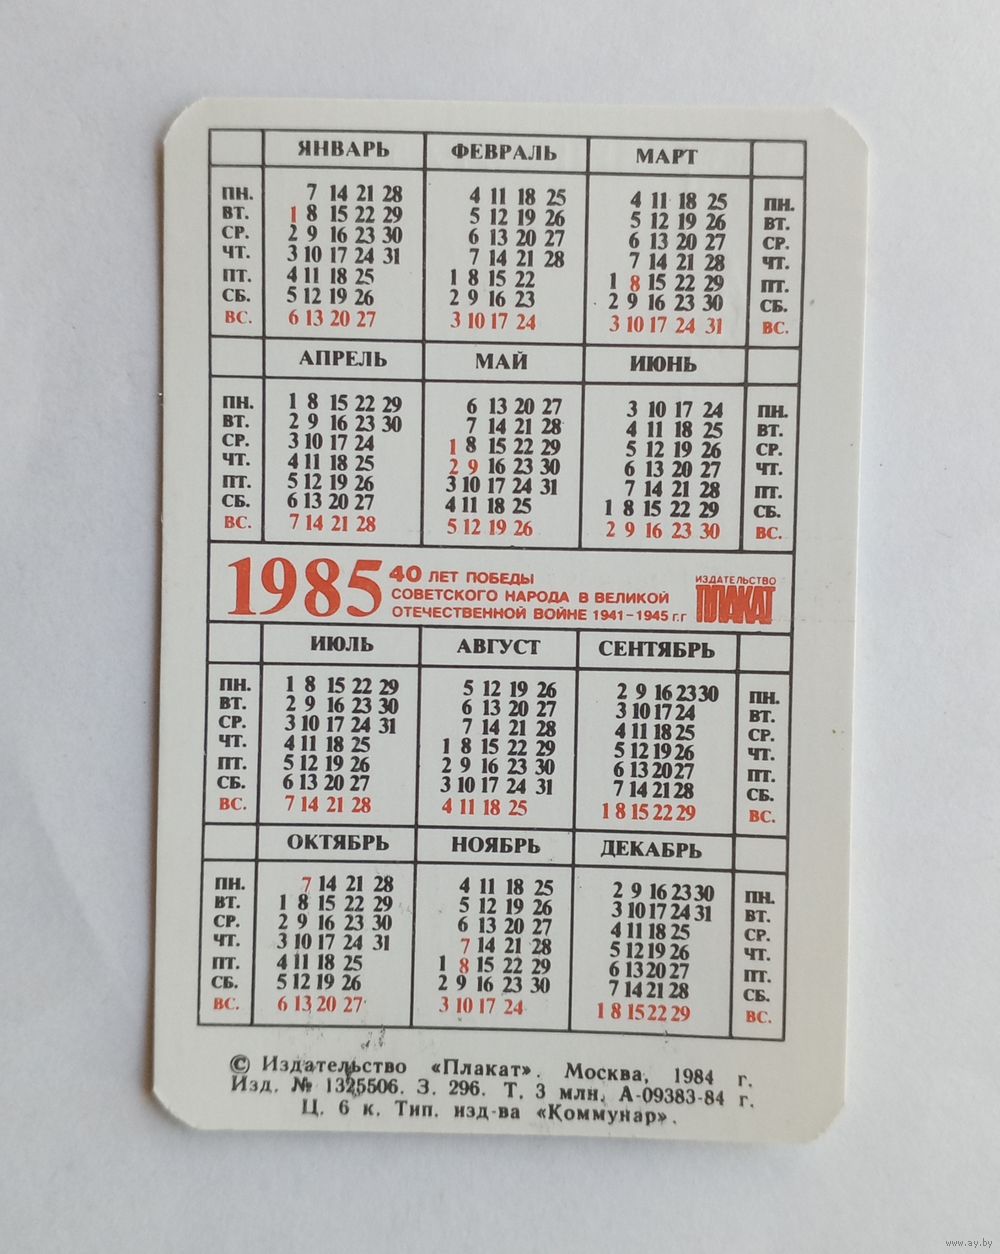 ЯНВАРЬ ФЕВРАЛЬ МАРТ
ПН. 7 14 21 28 4 11 18 25 4 11 18 25 ПН.
ВТ. 1 8 15 22 29 5 12 19 26 5 12 19 26 ВТ.
СР. 2 9 16 23 30 6 13 20 27 6 13 20 27 СР.
ЧТ. 3 10 17 24 31 7 14 21 28 7 14 21 28 ЧТ.
ПТ. 4 11 18 25 1 8 15 22 1 8 15 22 29 ПТ.
СБ. 5 12 19 26 2 9 16 23 2 9 16 23 30 СБ.
ВС. 6 13 20 27 3 10 17 24 3 10 17 24 31 ВС.
АПРЕЛЬ МАЙ ИЮНЬ
ПН. 1 8 15 22 29 6 13 20 27 3 10 17 24 ПН.
ВТ. 2 9 16 23 30 7 14 21 28 4 11 18 25 ВТ.
СР. 3 10 17 24 1 8 15 22 29 5 12 19 26 СР.
ЧТ. 4 11 18 25 2 9 16 23 30 6 13 20 27 ЧТ.
ПТ. 5 12 19 26 3 10 17 24 31 7 14 21 28 ПТ.
СБ. 6 13 20 27 4 11 18 25 1 8 15 22 29 СБ.
ВС. 7 14 21 28 5 12 19 26 2 9 16 23 30 ВС.
1985 40 ЛЕТ ПОБЕДЫ
СОВЕТСКОГО НАРОДА В ВЕЛИКОЙ
ОТЕЧЕСТВЕННОЙ ВОЙНЕ 1941-1945 г.г
ИЗДАТЕЛЬСТВО
ПЛАКАТ
ИЮЛЬ АВГУСТ СЕНТЯБРЬ
ПН. 1 8 15 22 29 5 12 19 26 2 9 16 23 30 ПН.
ВТ. 2 9 16 23 30 6 13 20 27 3 10 17 24 ВТ.
СР. 3 10 17 24 31 7 14 21 28 4 11 18 25 СР.
ЧТ. 4 11 18 25 1 8 15 22 29 5 12 19 26 ЧТ.
ПТ. 5 12 19 26 2 9 16 23 30 6 13 20 27 ПТ.
СБ. 6 13 20 27 3 10 17 24 31 7 14 21 28 СБ.
ВС. 7 14 21 28 4 11 18 25 1 8 15 22 29 ВС.
ОКТЯБРЬ НОЯБРЬ ДЕКАБРЬ
ПН. 7 14 21 28 4 11 18 25 2 9 16 23 30 ПН.
ВТ. 1 8 15 22 29 5 12 19 26 3 10 17 24 31 ВТ.
СР. 2 9 16 23 30 6 13 20 27 4 11 18 25 СР.
ЧТ. 3 10 17 24 31 7 14 21 28 5 12 19 26 ЧТ.
ПТ. 4 11 18 25 1 8 15 22 29 6 13 20 27 ПТ.
СБ. 5 12 19 26 2 9 16 23 30 7 14 21 28 СБ.
ВС. 6 13 20 27 3 10 17 24 1 8 15 22 29 ВС.
© Издательство «Плакат». Москва, 1984 г.
Изд. № 1325506. З. 296. Т. 3 млн. А-09383-84 г.
Ц. 6 к. Тип. изд-ва «Коммунар».
www.ay.by